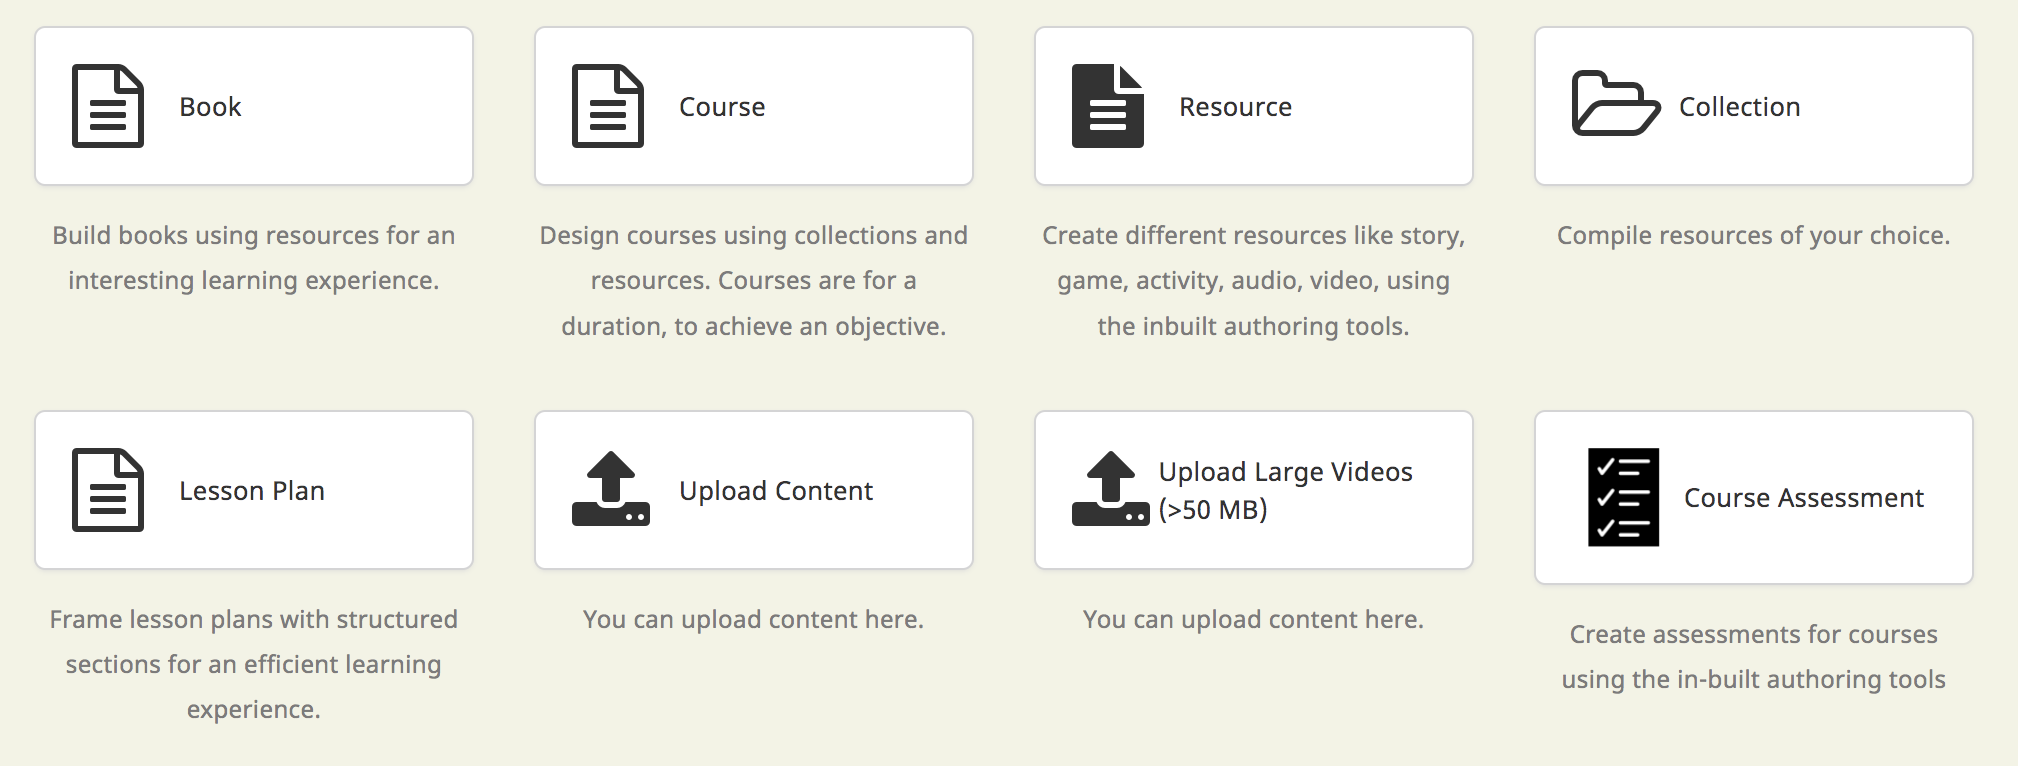 Book
Course
Resource
Collection
Build books using resources for an
interesting learning experience.
Design courses using collections and
resources. Courses are for a
duration, to achieve an objective.
Create different resources like story,
game, activity, audio, video, using
the inbuilt authoring tools.
Compile resources of your choice.
Lesson Plan
Upload Content
Upload Large Videos
(>50 MB)
Course Assessment
Frame lesson plans with structured
sections for an efficient learning
experience.
You can upload content here.
You can upload content here.
Create assessments for courses
using the in-built authoring tools